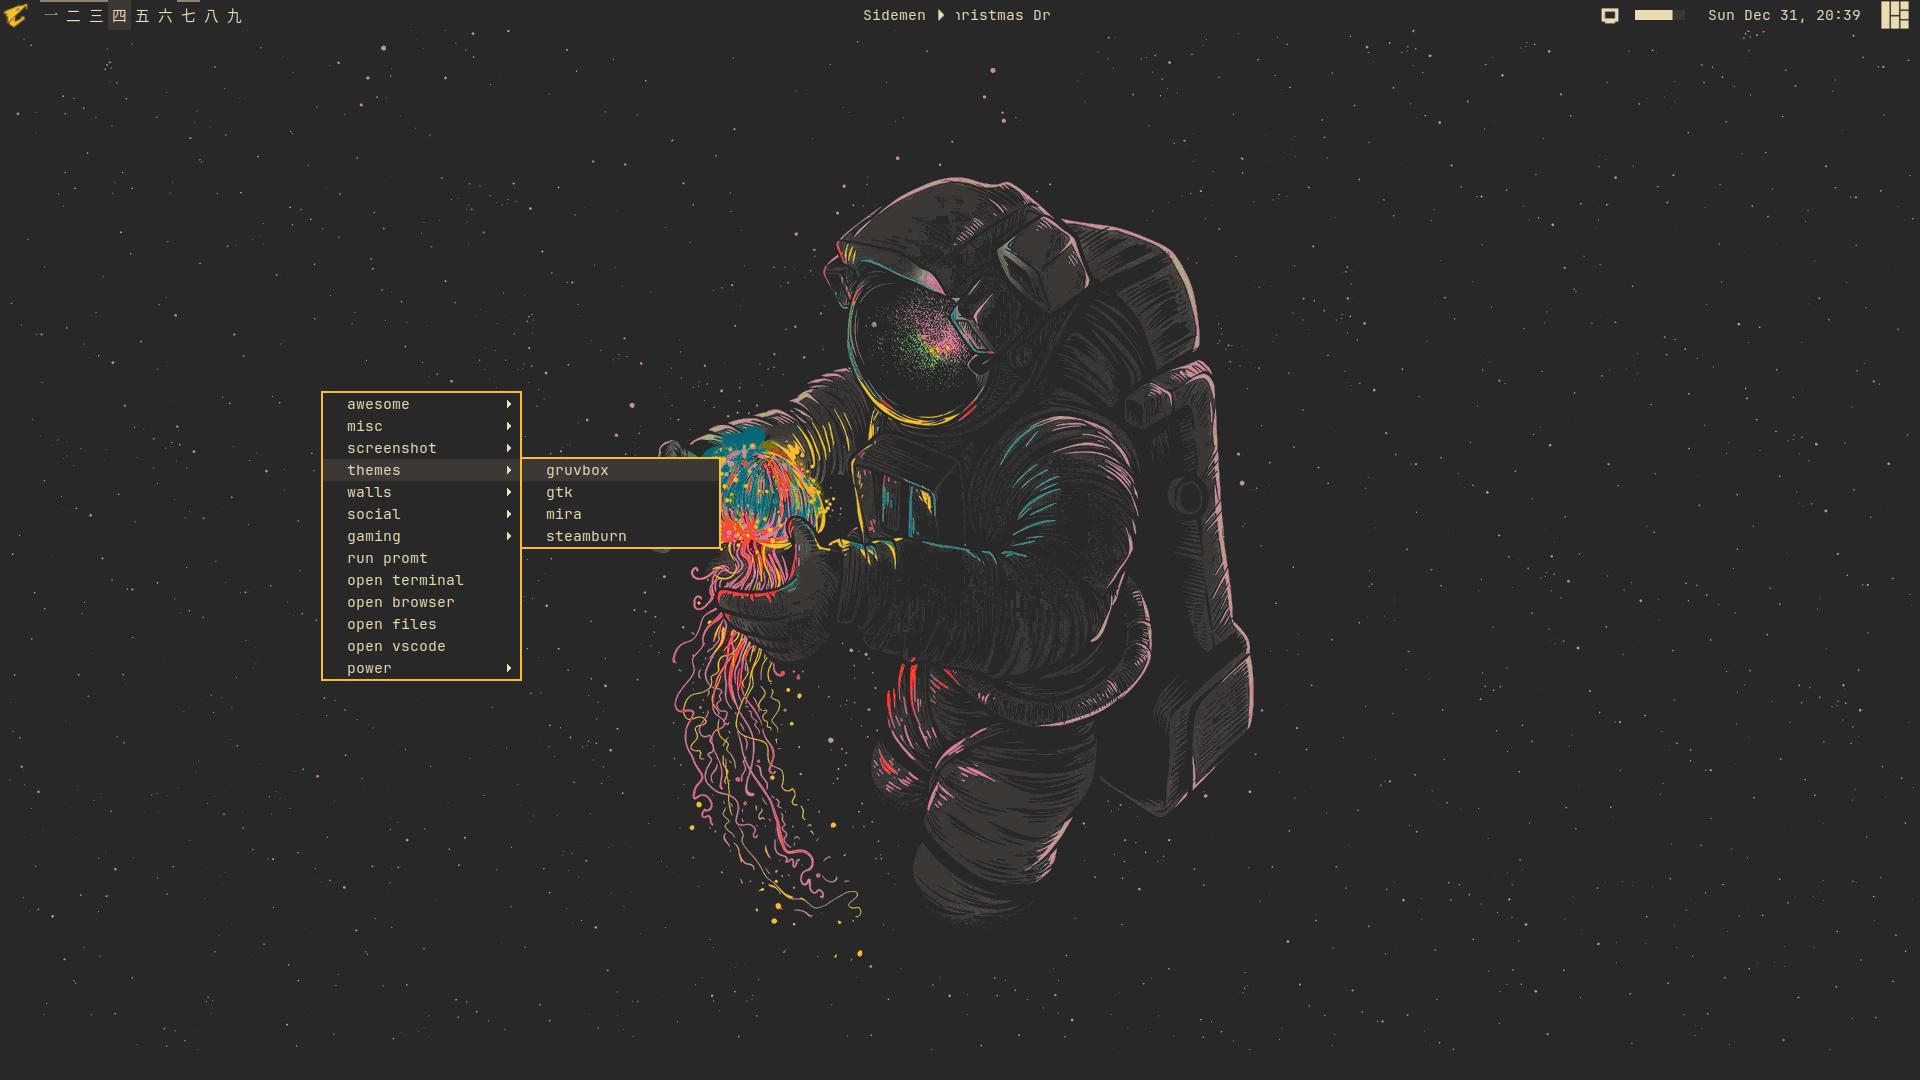 一 二 三 四 五 六 七 八 九
Sidemen
ristmas Dr
Sun Dec 31, 20:39
awesome
misc
screenshot
themes
walls
social
gaming
run promt
open terminal
open browser
open files
open vscode
power
gruvbox
gtk
mira
steamburn